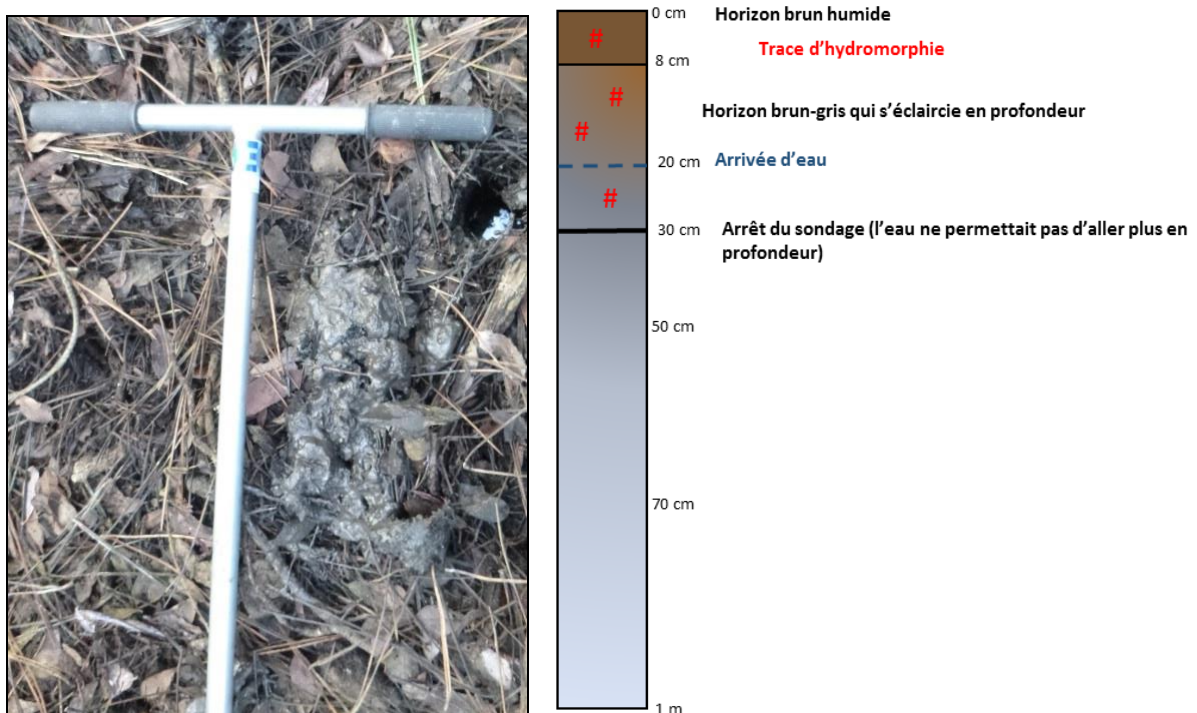 0 cm
Horizon brun humide
#
Trace d’hydromorphie
8 cm
#
Horizon brun-gris qui s’éclaircie en profondeur
#
20 cm
Arrivée d’eau
#
30 cm
Arrêt du sondage (l’eau ne permettait pas d’aller plus en
profondeur)
50 cm
70 cm
1 m